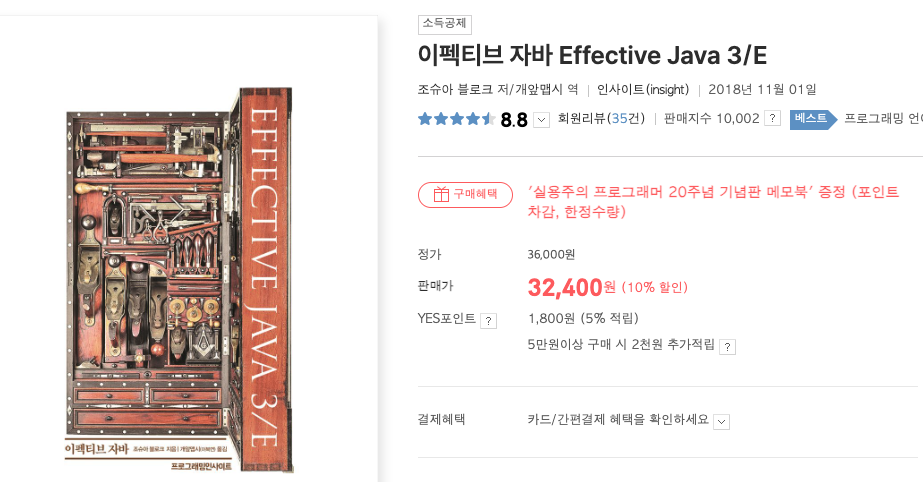 소득공제
이펙티브 자바 Effective Java 3/E
조슈아 블로크 저/개앞맵시 역 | 인사이트(insight) | 2018년 11월 01일
8.8 회원리뷰(35건) | 판매지수 10,002 ? 베스트 프로그래밍 언어
구매혜택 '실용주의 프로그래머 20주년 기념판 메모북' 증정 (포인트
차감, 한정수량)
정가 36,000원
판매가 32,400원 (10% 할인)
YES포인트 ? 1,800원 (5% 적립)
5만원이상 구매 시 2천원 추가적립 ?
결제혜택 카드/간편결제 혜택을 확인하세요
EFFECTIVE JAVA 3/E
이펙티브 자바 조슈아 블로크 지음 | 개앞맵시(이복연) 옮김
프로그래밍인사이트